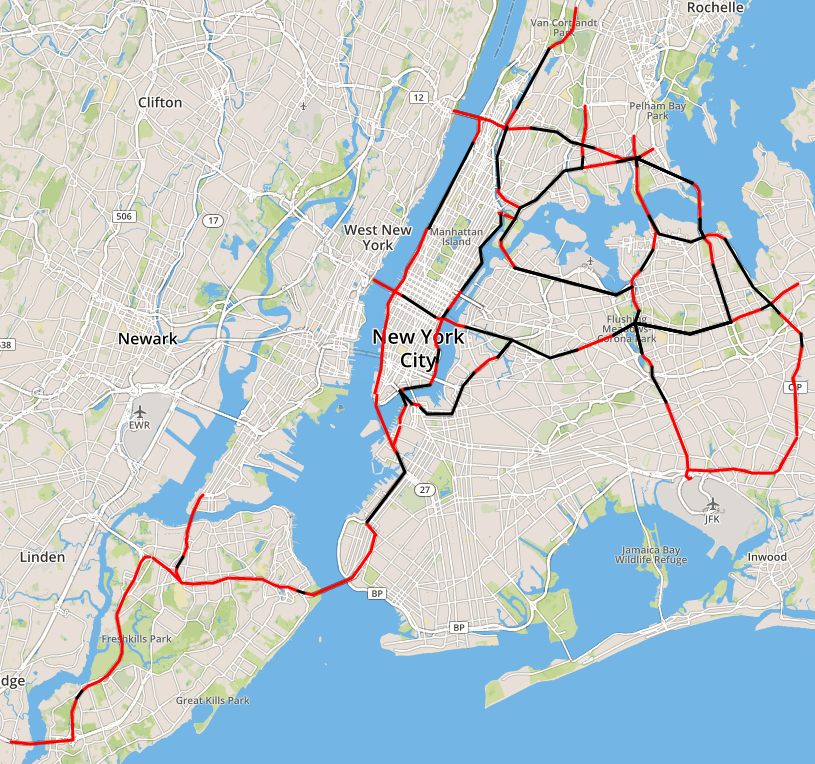 Rochelle
Van Cortlandt
Park
Clifton
12
Pelham Bay
Park
506
17
West New
York
Manhattan
Island
Newark
New York
City
Flushing
Meadows-
Corona Park
EWR
CIP
27
JFK
Linden
Jamaica Bay
Wildlife Refuge
Inwood
BP
BP
Freshkills Park
dge
Great Kills Park